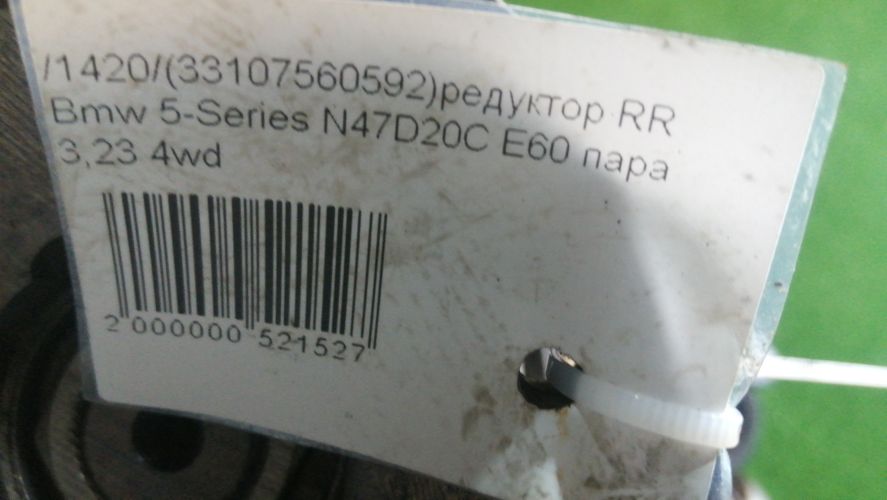 /1420/(33107560592)редуктор RR
Bmw 5-Series N47D20C E60 пара
3,23 4wd
2 000000 521527